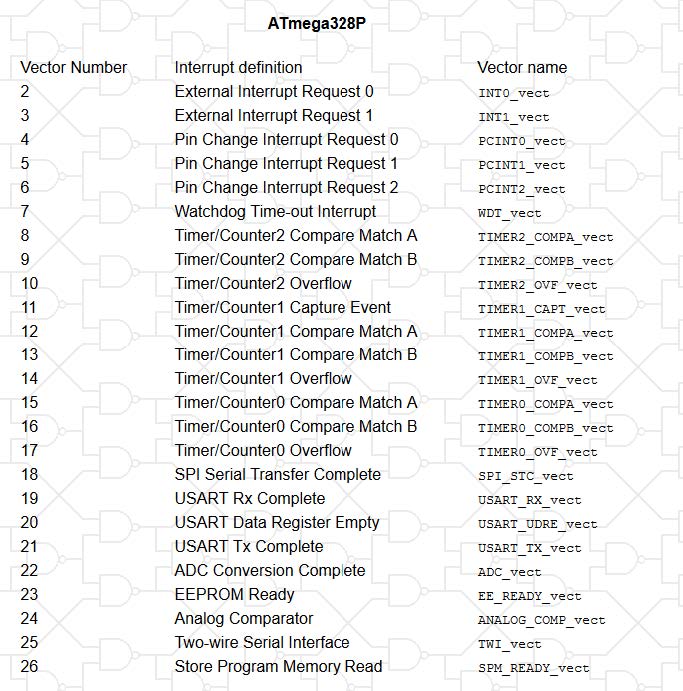 ATmega328P
Vector Number Interrupt definition Vector name
2 External Interrupt Request 0 INT0_vect
3 External Interrupt Request 1 INT1_vect
4 Pin Change Interrupt Request 0 PCINT0_vect
5 Pin Change Interrupt Request 1 PCINT1_vect
6 Pin Change Interrupt Request 2 PCINT2_vect
7 Watchdog Time-out Interrupt WDT_vect
8 Timer/Counter2 Compare Match A TIMER2_COMPA_vect
9 Timer/Counter2 Compare Match B TIMER2_COMPB_vect
10 Timer/Counter2 Overflow TIMER2_OVF_vect
11 Timer/Counter1 Capture Event TIMER1_CAPT_vect
12 Timer/Counter1 Compare Match A TIMER1_COMPA_vect
13 Timer/Counter1 Compare Match B TIMER1_COMPB_vect
14 Timer/Counter1 Overflow TIMER1_OVF_vect
15 Timer/Counter0 Compare Match A TIMER0_COMPA_vect
16 Timer/Counter0 Compare Match B TIMER0_COMPB_vect
17 Timer/Counter0 Overflow TIMER0_OVF_vect
18 SPI Serial Transfer Complete SPI_STC_vect
19 USART Rx Complete USART_RX_vect
20 USART Data Register Empty USART_UDRE_vect
21 USART Tx Complete USART_TX_vect
22 ADC Conversion Complete ADC_vect
23 EEPROM Ready EE_READY_vect
24 Analog Comparator ANALOG_COMP_vect
25 Two-wire Serial Interface TWI_vect
26 Store Program Memory Read SPM_READY_vect